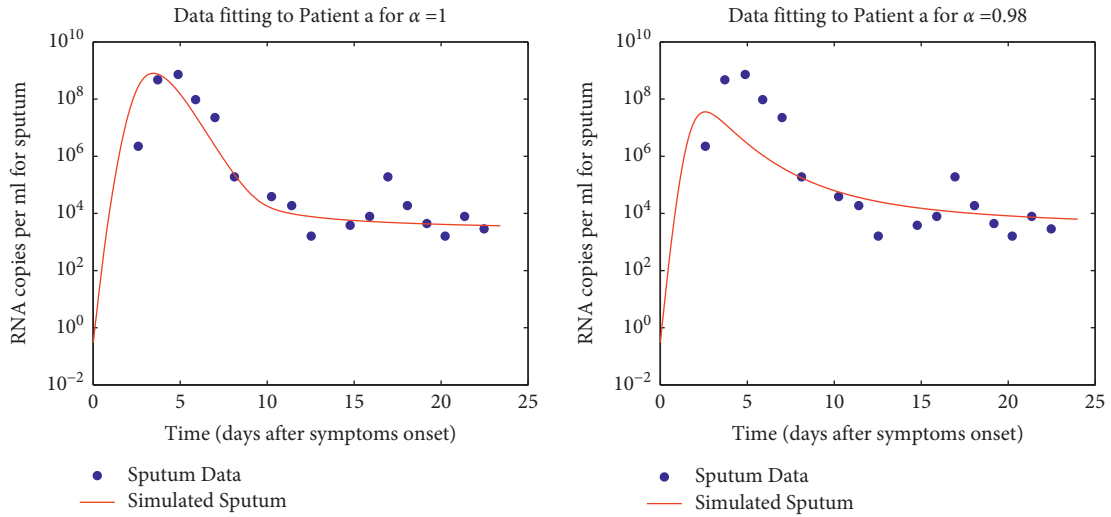 Data fitting to Patient a for α =1
RNA copies per ml for sputum
10^10
10^8
10^6
10^4
10^2
10^0
10^−2
0 5 10 15 20 25
Time (days after symptoms onset)
Sputum Data
Simulated Sputum
Data fitting to Patient a for α =0.98
RNA copies per ml for sputum
10^10
10^8
10^6
10^4
10^2
10^0
10^−2
0 5 10 15 20 25
Time (days after symptoms onset)
Sputum Data
Simulated Sputum